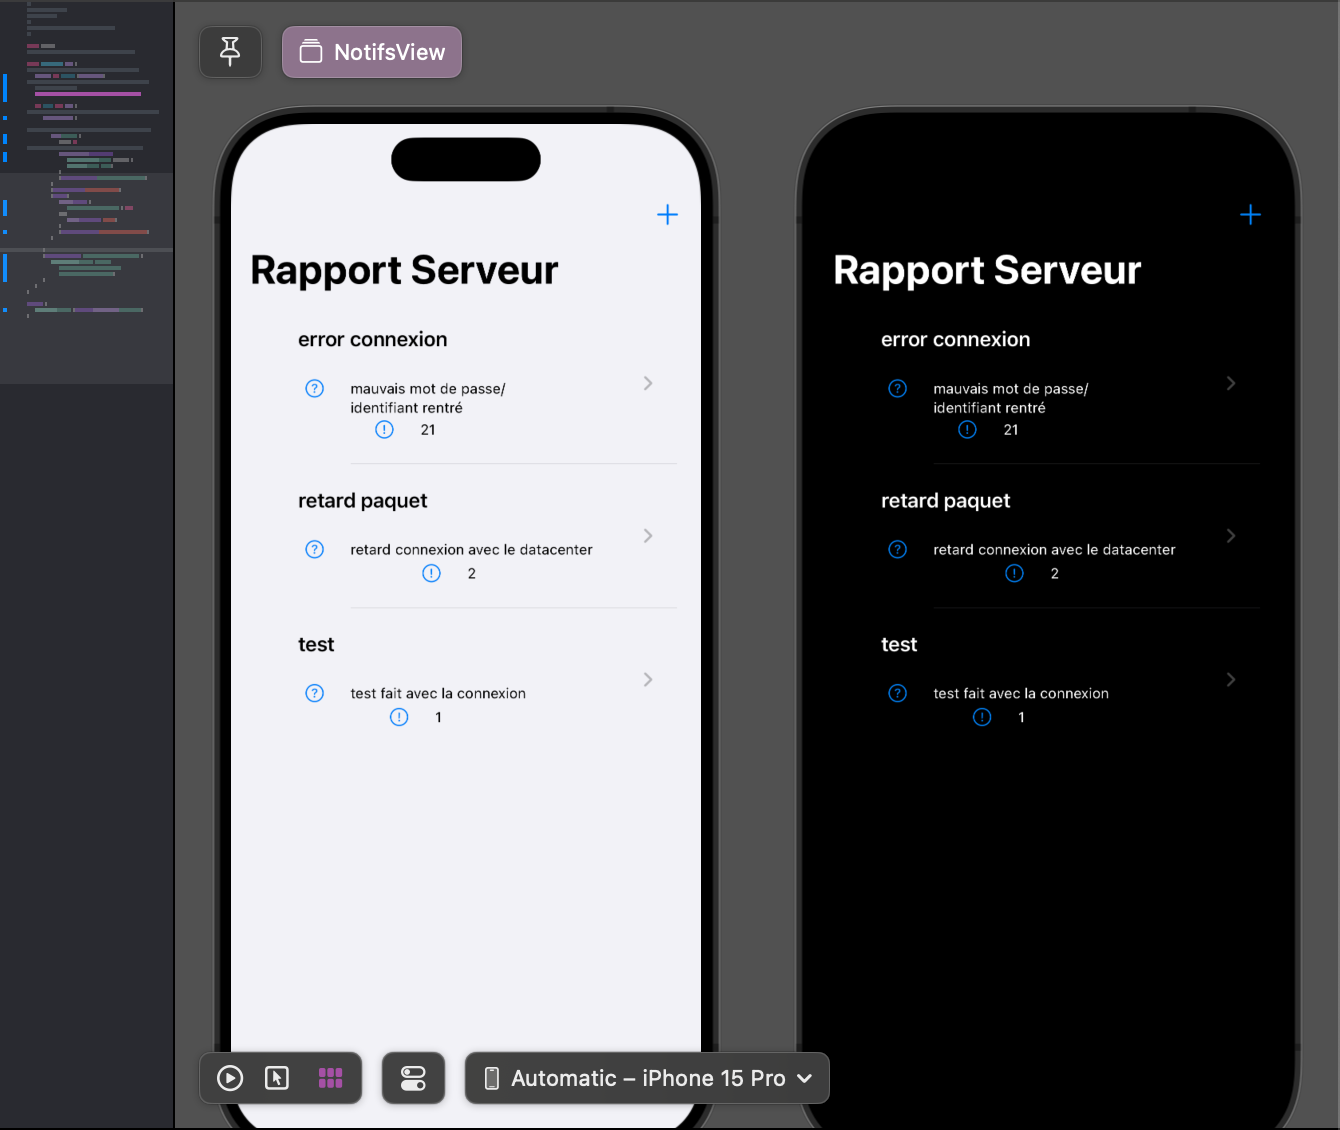 NotifsView
Rapport Serveur
error connexion
mauvais mot de passe/
identifiant rentré
21
retard paquet
retard connexion avec le datacenter
2
test
test fait avec la connexion
1
Rapport Serveur
error connexion
mauvais mot de passe/
identifiant rentré
21
retard paquet
retard connexion avec le datacenter
2
test
test fait avec la connexion
1
Automatic – iPhone 15 Pro